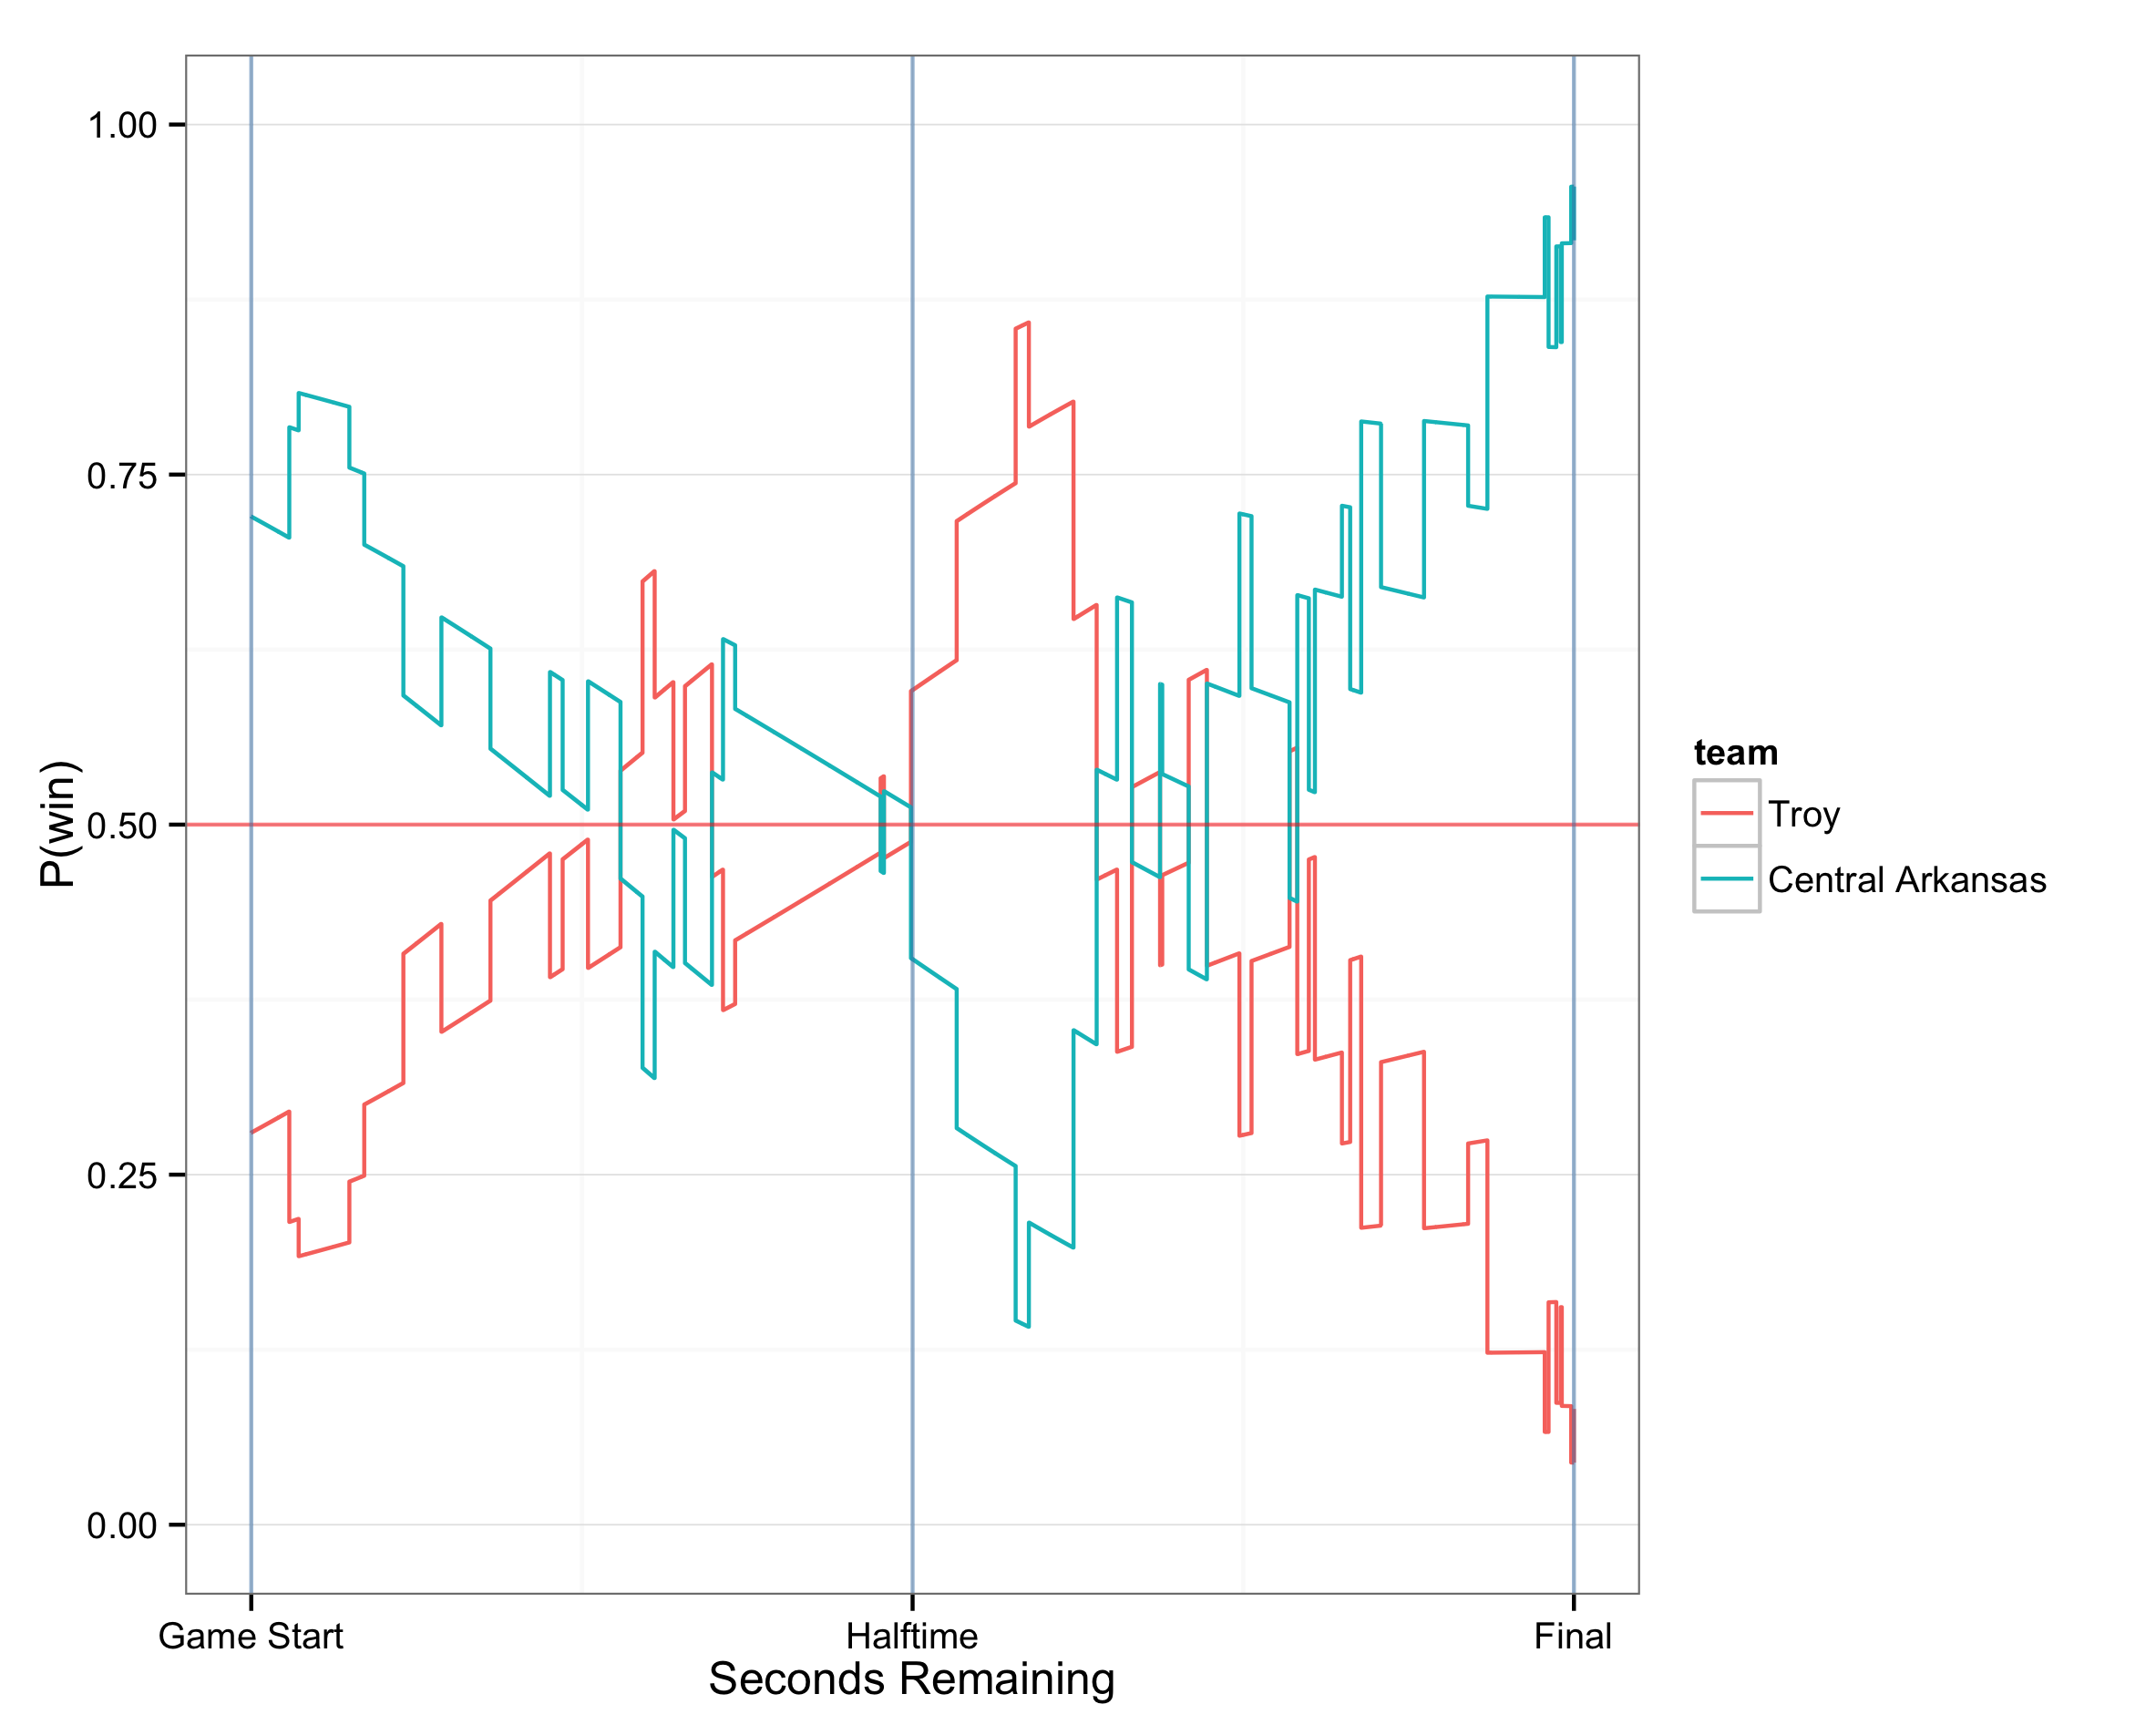 1.00
0.75
0.50
0.25
0.00
P(win)
Game Start
Halftime
Final
Seconds Remaining
team
Troy
Central Arkansas